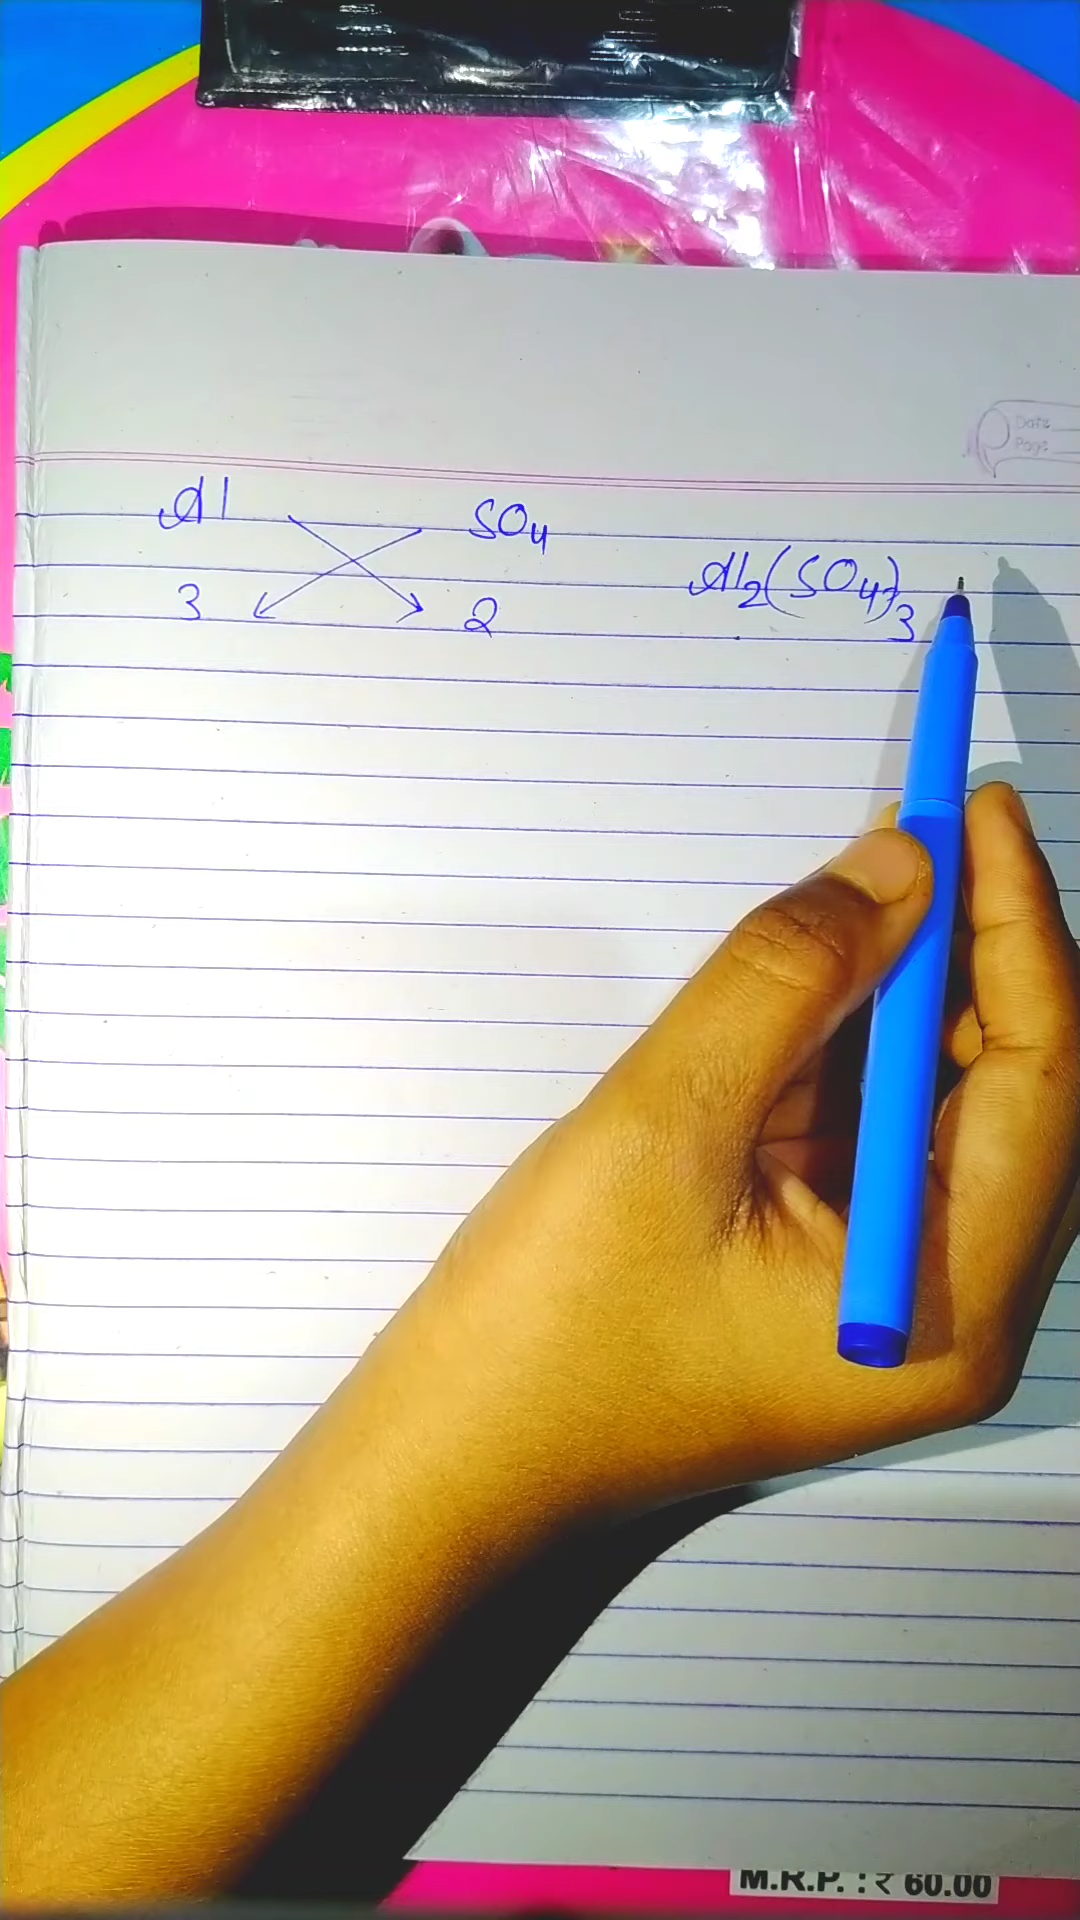 Al SO4
3 2
Al2(SO4)3
Date
Page
M.R.P. : ₹ 60.00